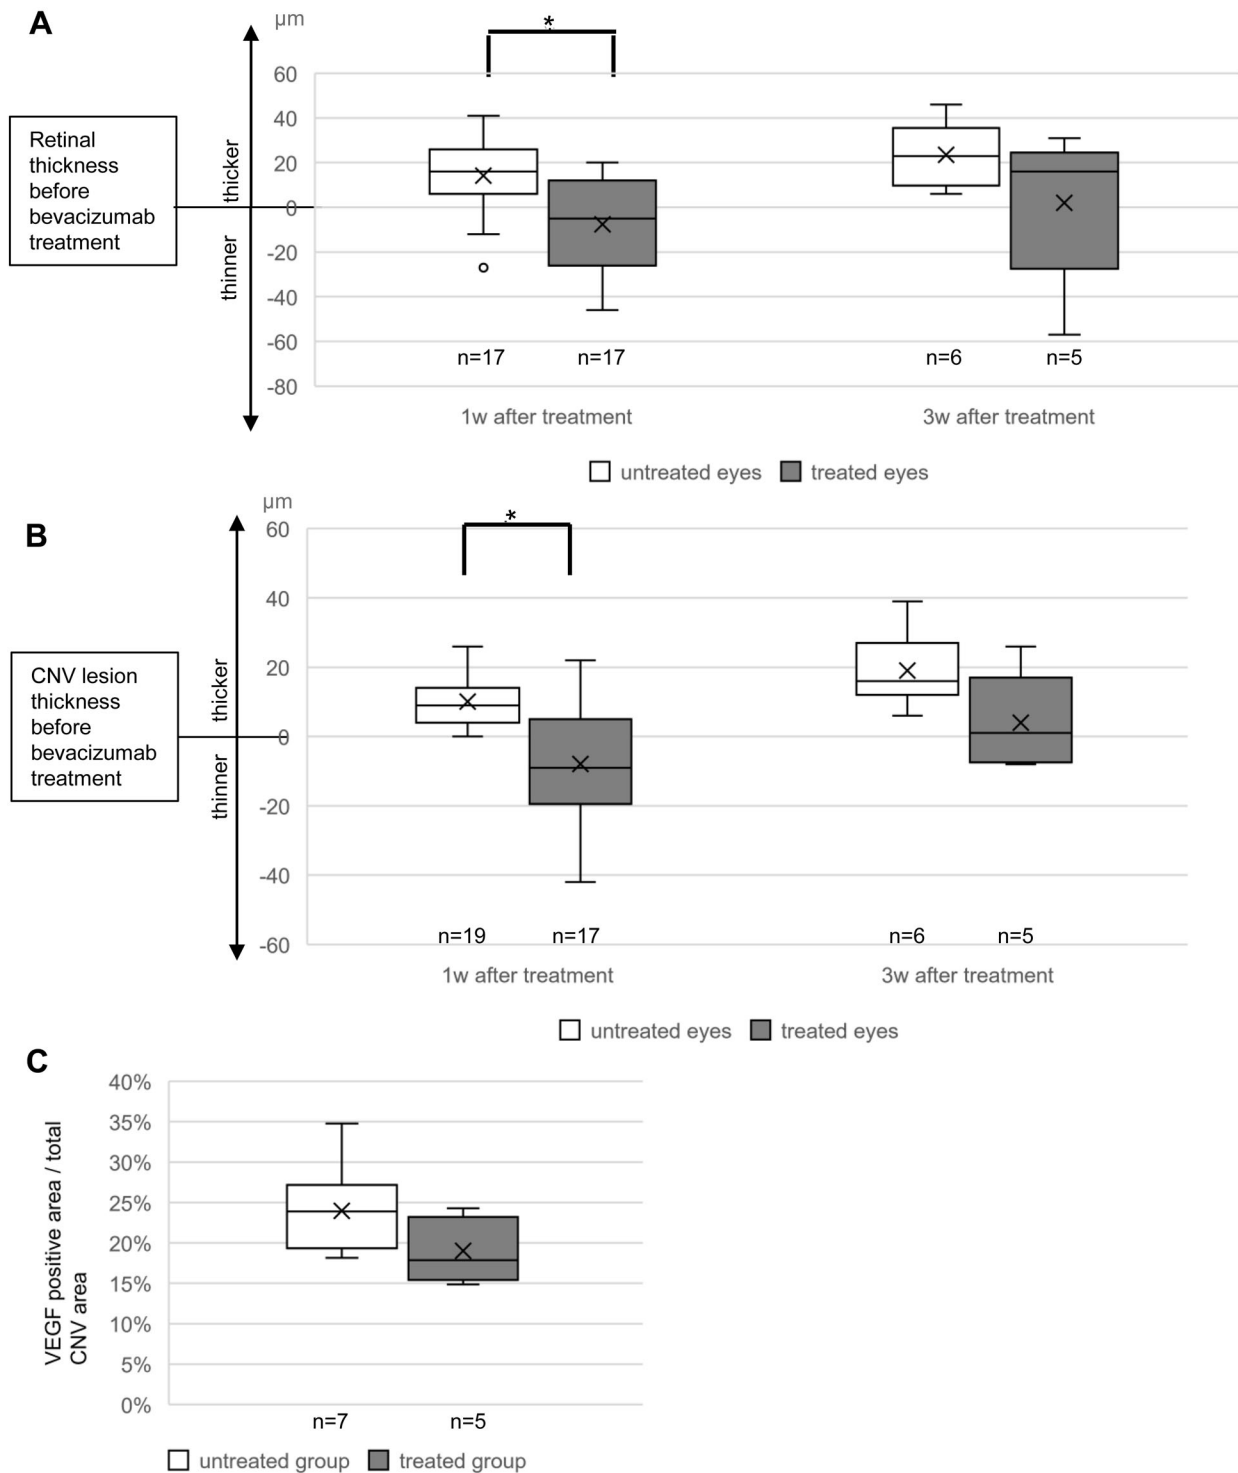 A
µm
*
60
40
20
0
-20
-40
-60
-80
Retinal
thickness
before
bevacizumab
treatment
thicker
thinner
n=17 n=17 n=6 n=5
1w after treatment 3w after treatment
untreated eyes treated eyes
B
µm
*
60
40
20
0
-20
-40
-60
CNV lesion
thickness
before
bevacizumab
treatment
thicker
thinner
n=19 n=17 n=6 n=5
1w after treatment 3w after treatment
untreated eyes treated eyes
C
40%
35%
30%
25%
20%
15%
10%
5%
0%
VEGF positive area / total
CNV area
n=7 n=5
untreated group treated group